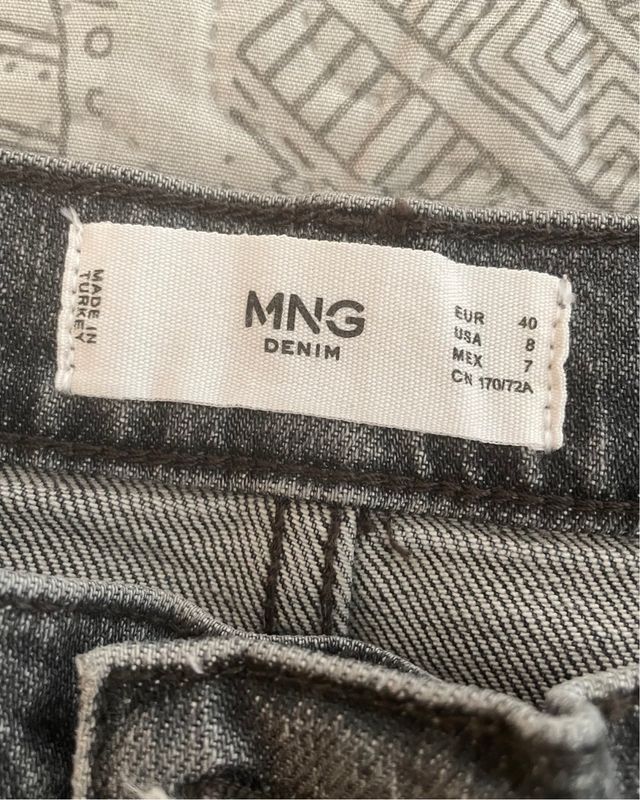 MADE IN
TURKEY
MNG
DENIM
EUR 40
USA 8
MEX 7
CN 170/72A